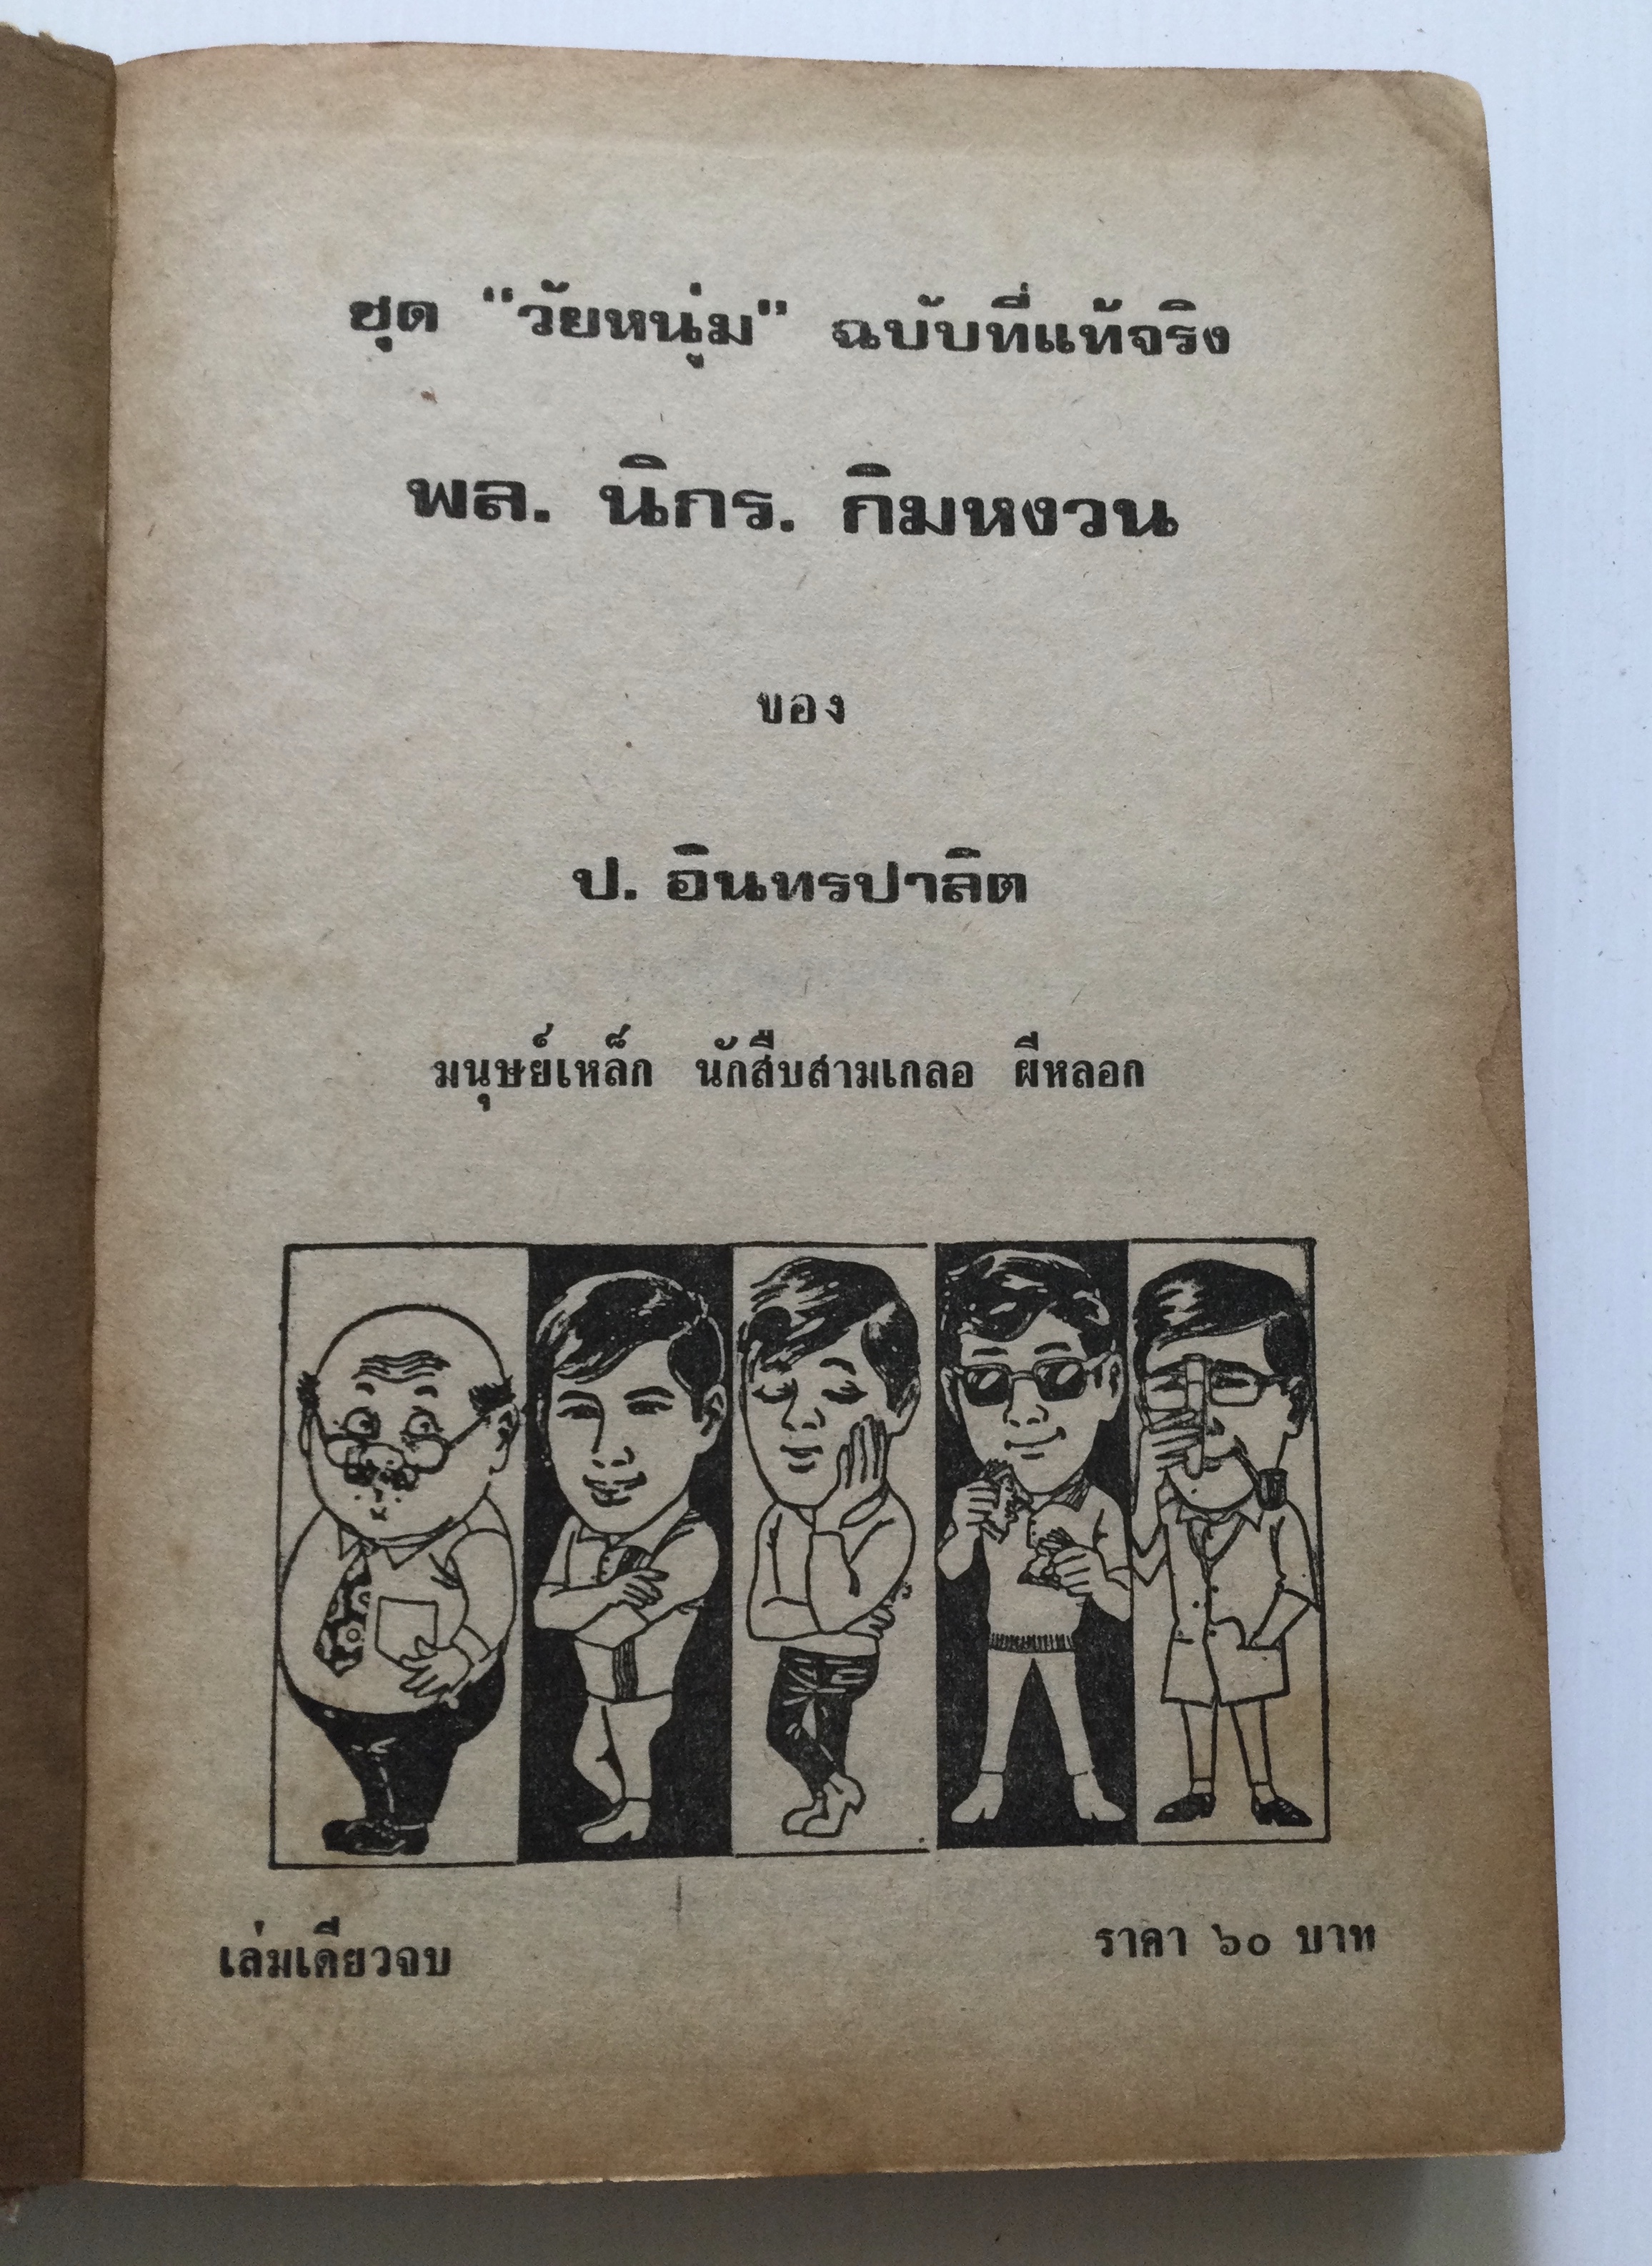 ชุด "วัยหนุ่ม" ฉบับที่แท้จริง
พล. นิกร. กิมหงวน
ของ
ป. อินทรปาลิต
มนุษย์เหล็ก นักสืบสามเกลอ ผีหลอก
เล่มเดียวจบ
ราคา ๖๐ บาท